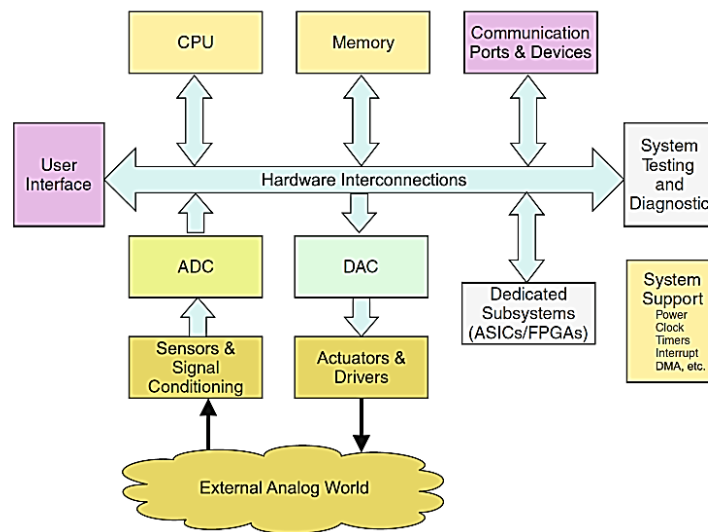 CPU
Memory
Communication
Ports & Devices
User
Interface
Hardware Interconnections
System
Testing
and
Diagnostic
ADC
DAC
Dedicated
Subsystems
(ASICs/FPGAs)
System
Support
Power
Clock
Timers
Interrupt
DMA, etc.
Sensors &
Signal
Conditioning
Actuators &
Drivers
External Analog World